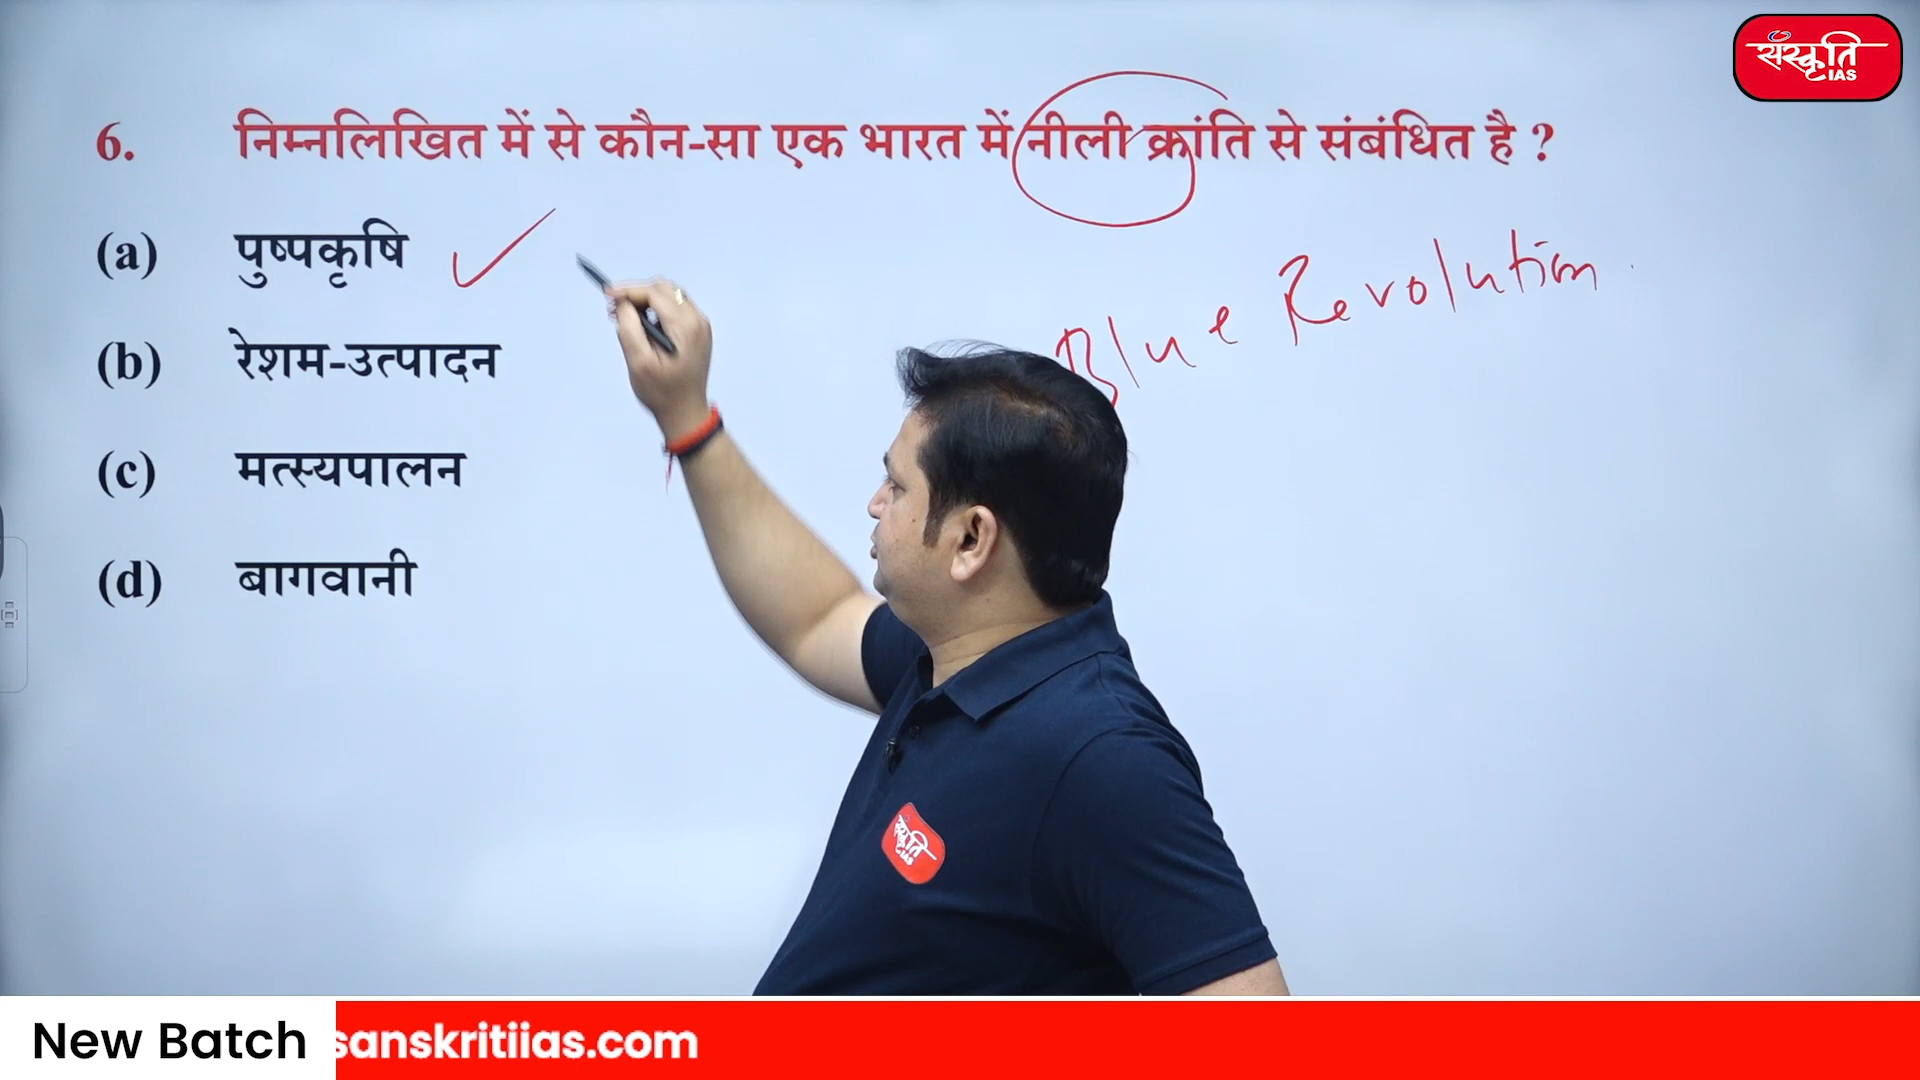 संस्कृति
IAS
6. निम्नलिखित में से कौन-सा एक भारत में नीली क्रांति से संबंधित है ?
(a) पुष्पकृषि
(b) रेशम-उत्पादन
(c) मत्स्यपालन
(d) बागवानी
Blue Revolution
संस्कृति
IAS
New Batch
sanskritiias.com